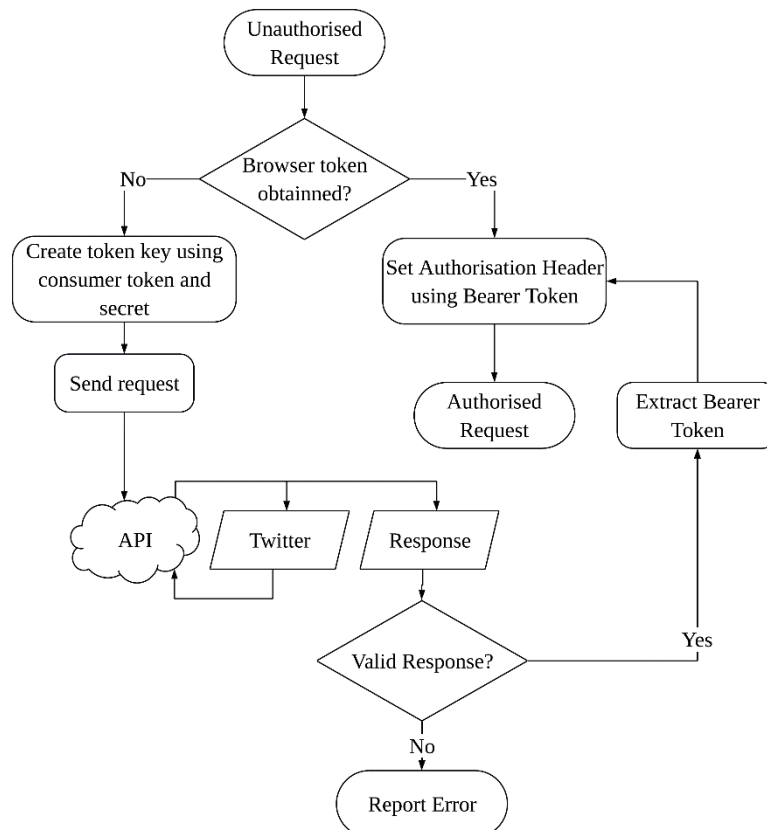 Unauthorised
Request
Browser token
obtainned?
No
Yes
Create token key using
consumer token and
secret
Set Authorisation Header
using Bearer Token
Send request
Authorised
Request
Extract Bearer
Token
API
Twitter
Response
Valid Response?
Yes
No
Report Error